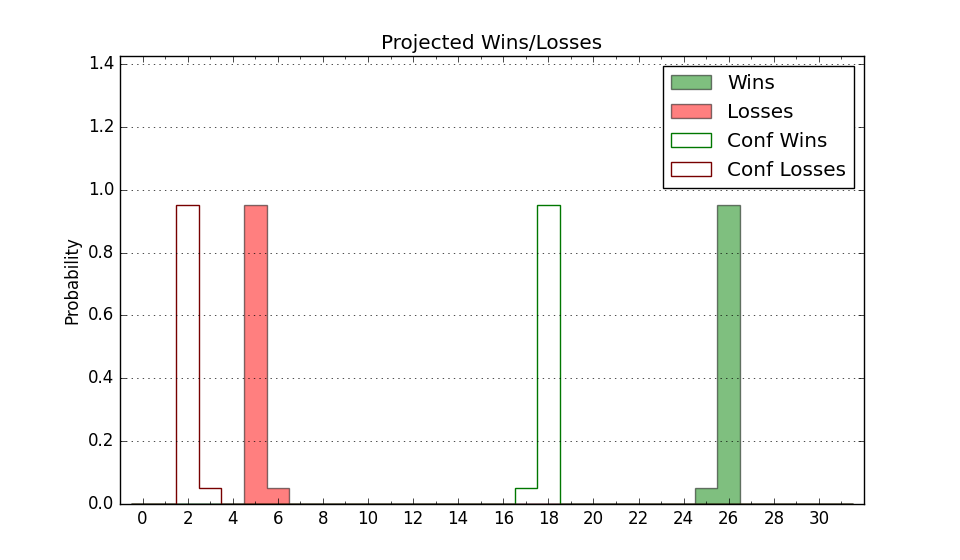 Projected Wins/Losses
1.4
1.2
1.0
0.8
0.6
0.4
0.2
0.0
Probability
Wins
Losses
Conf Wins
Conf Losses
0 2 4 6 8 10 12 14 16 18 20 22 24 26 28 30